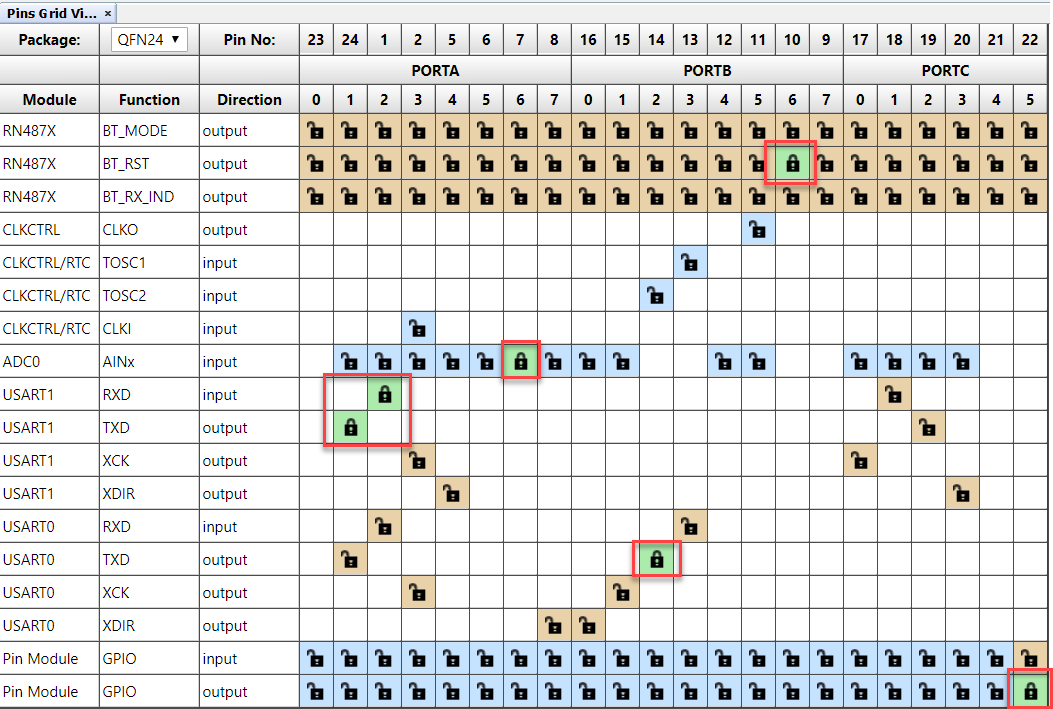 Pins Grid Vi... ×
Package: QFN24 ▼ Pin No: 23 24 1 2 5 6 7 8 16 15 14 13 12 11 10 9 17 18 19 20 21 22
PORTA PORTB PORTC
Module Function Direction 0 1 2 3 4 5 6 7 0 1 2 3 4 5 6 7 0 1 2 3 4 5
RN487X BT_MODE output
RN487X BT_RST output
RN487X BT_RX_IND output
CLKCTRL CLKO output
CLKCTRL/RTC TOSC1 input
CLKCTRL/RTC TOSC2 input
CLKCTRL/RTC CLKI input
ADC0 AINx input
USART1 RXD input
USART1 TXD output
USART1 XCK output
USART1 XDIR output
USART0 RXD input
USART0 TXD output
USART0 XCK output
USART0 XDIR output
Pin Module GPIO input
Pin Module GPIO output